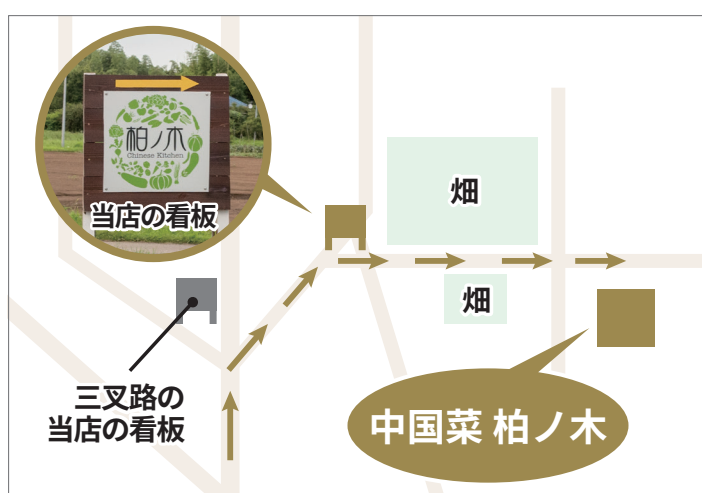 柏ノ木
Chinese Kitchen
当店の看板
畑
畑
三叉路の
当店の看板
中国菜 柏ノ木